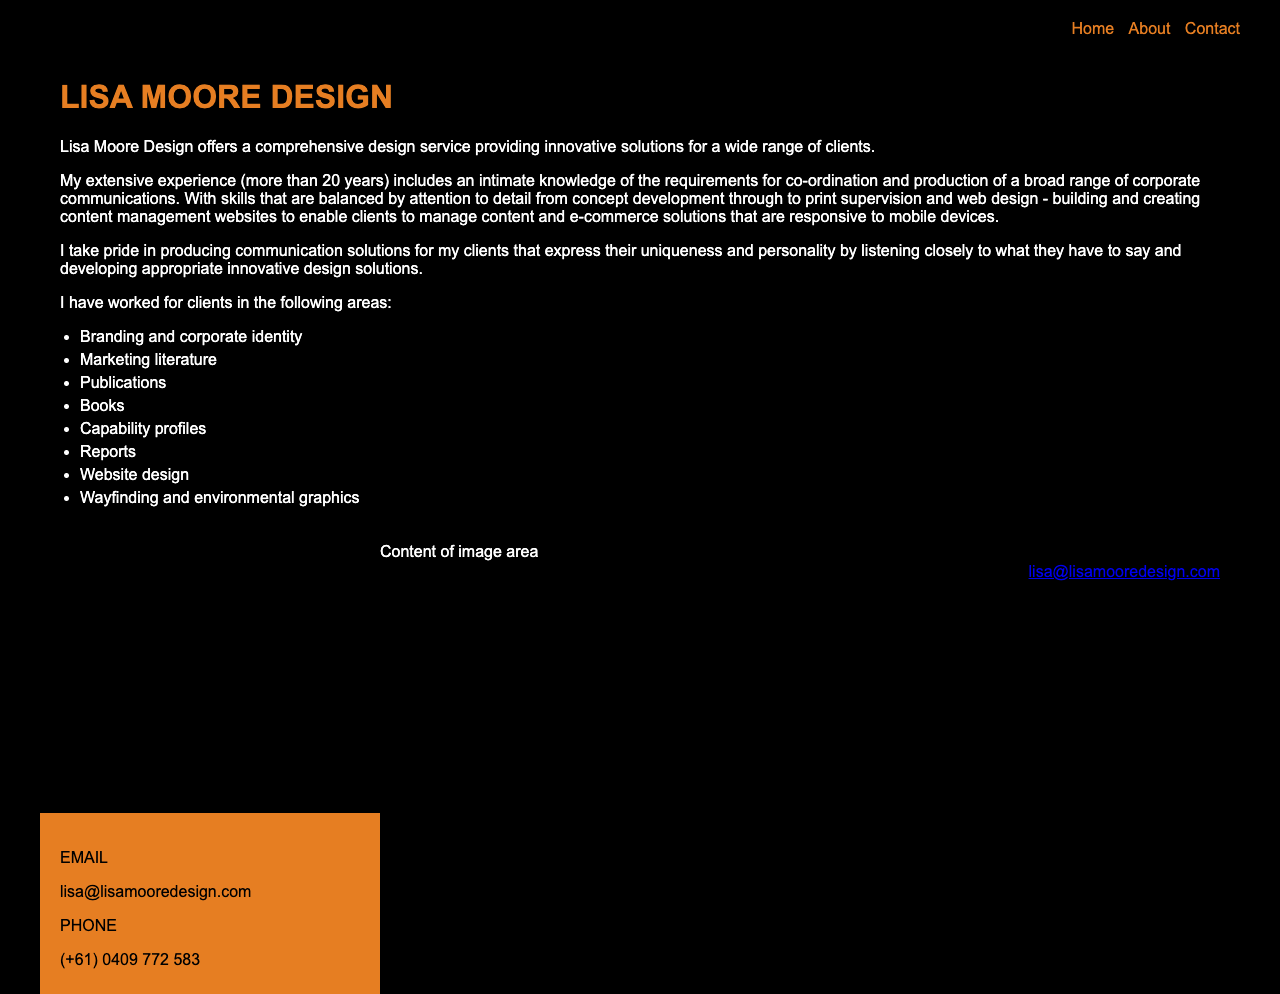 Home About Contact
LISA MOORE DESIGN
Lisa Moore Design offers a comprehensive design service providing innovative solutions for a wide range of clients.
My extensive experience (more than 20 years) includes an intimate knowledge of the requirements for co-ordination and production of a broad range of corporate
communications. With skills that are balanced by attention to detail from concept development through to print supervision and web design - building and creating
content management websites to enable clients to manage content and e-commerce solutions that are responsive to mobile devices.
I take pride in producing communication solutions for my clients that express their uniqueness and personality by listening closely to what they have to say and
developing appropriate innovative design solutions.
I have worked for clients in the following areas:
• Branding and corporate identity
• Marketing literature
• Publications
• Books
• Capability profiles
• Reports
• Website design
• Wayfinding and environmental graphics
Content of image area
lisa@lisamooredesign.com
EMAIL
lisa@lisamooredesign.com
PHONE
(+61) 0409 772 583